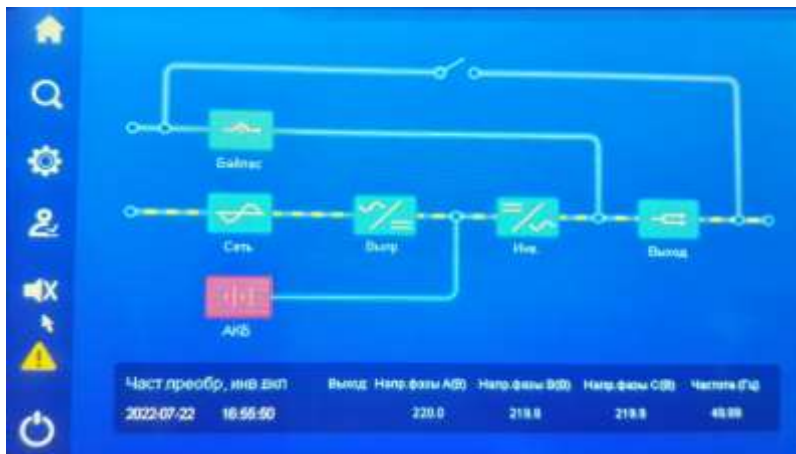 Байпас
Сеть
Выпр
Инв.
Выход
АКБ
Част.преобр, инв.вкл
Выход: Напр.фазы A(В) Напр.фазы B(В) Напр.фазы C(В) Частота (Гц)
2022-07-22 16:55:50 220.0 219.8 219.8 49.99